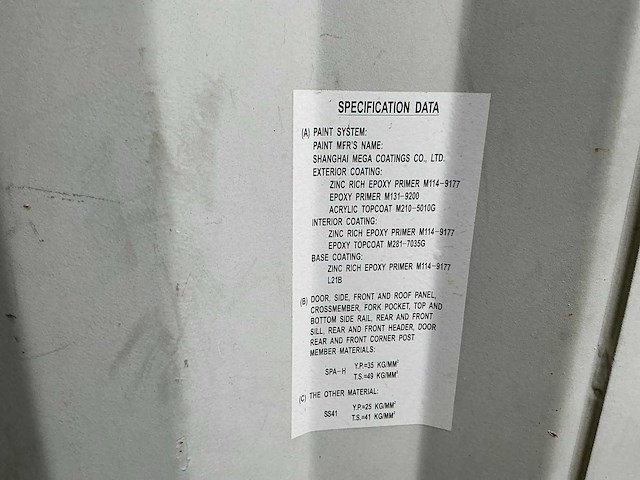 SPECIFICATION DATA
(A) PAINT SYSTEM:
PAINT MFR'S NAME:
SHANGHAI MEGA COATINGS CO., LTD.
EXTERIOR COATING:
ZINC RICH EPOXY PRIMER M114-9177
EPOXY PRIMER M131-9200
ACRYLIC TOPCOAT M210-5010G
INTERIOR COATING:
ZINC RICH EPOXY PRIMER M114-9177
EPOXY TOPCOAT M281-7035G
BASE COATING:
ZINC RICH EPOXY PRIMER M114-9177
L21B
(B) DOOR, SIDE, FRONT AND ROOF PANEL,
CROSSMEMBER, FORK POCKET, TOP AND
BOTTOM SIDE RAIL, REAR AND FRONT
SILL, REAR AND FRONT HEADER, DOOR
REAR AND FRONT CORNER POST
MEMBER MATERIALS:
SPA-H Y.P.=35 KG/MM²
T.S.=49 KG/MM²
(C) THE OTHER MATERIAL:
SS41 Y.P.=25 KG/MM²
T.S.=41 KG/MM²